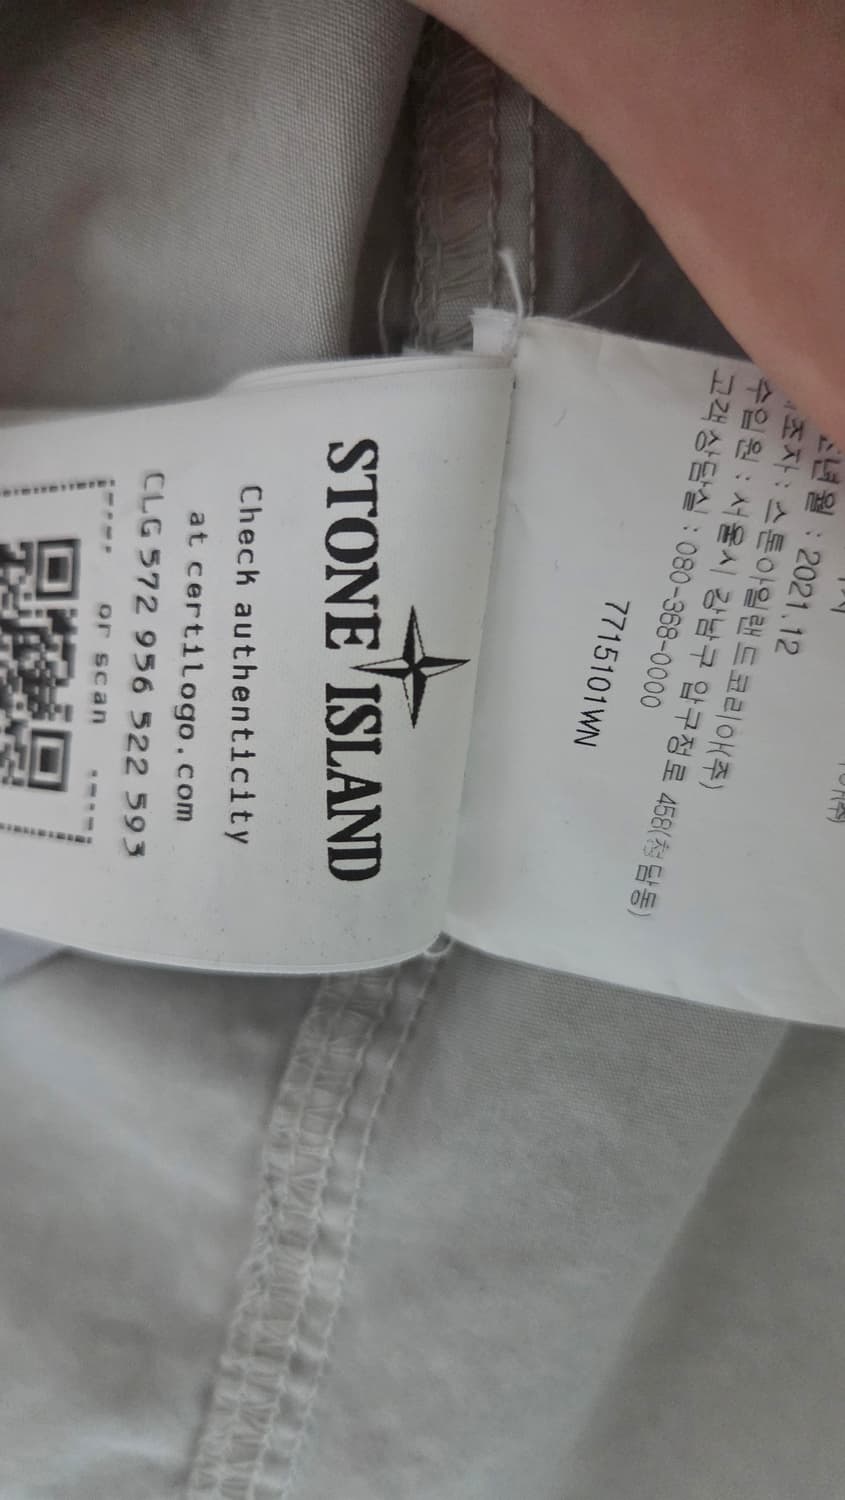 STONE ISLAND
Check authenticity
at certilogo.com
CLG 572 956 522 593
or scan
년월 : 2021.12
조자 : 스톤아일랜드코리아(주)
수입원 : 서울시 강남구 압구정로 458(청담동)
고객상담실 : 080-368-0000
7715101WN